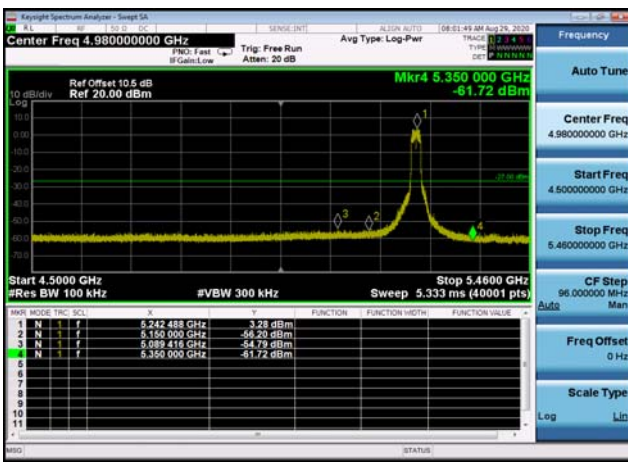 Keysight Spectrum Analyzer - Swept SA
RL RF 50 Ω DC SENSE:INT ALIGN AUTO 08:01:49 AM Aug 29, 2020
Center Freq 4.980000000 GHz
PNO: Fast
IFGain:Low
Trig: Free Run
Atten: 20 dB
Avg Type: Log-Pwr
TRACE 1 2 3 4 5 6
TYPE
DET P N N N N N
Ref Offset 10.5 dB
10 dB/div Ref 20.00 dBm
Mkr4 5.350 000 GHz
-61.72 dBm
Log
10.0
0.00
-10.0
-20.0
-30.0
-40.0
-50.0
-60.0
-70.0
-27.00 dBm
1
3
2
4
Start 4.5000 GHz Stop 5.4600 GHz
#Res BW 100 kHz #VBW 300 kHz Sweep 5.333 ms (40001 pts)
MKR MODE TRC SCL X Y FUNCTION FUNCTION WIDTH FUNCTION VALUE
1 N 1 f 5.242 488 GHz 3.28 dBm
2 N 1 f 5.150 000 GHz -56.20 dBm
3 N 1 f 5.089 416 GHz -54.79 dBm
4 N 1 f 5.350 000 GHz -61.72 dBm
5
6
7
8
9
10
11
MSG STATUS
Frequency
Auto Tune
Center Freq
4.980000000 GHz
Start Freq
4.500000000 GHz
Stop Freq
5.460000000 GHz
CF Step
96.000000 MHz
Auto Man
Freq Offset
0 Hz
Scale Type
Log Lin